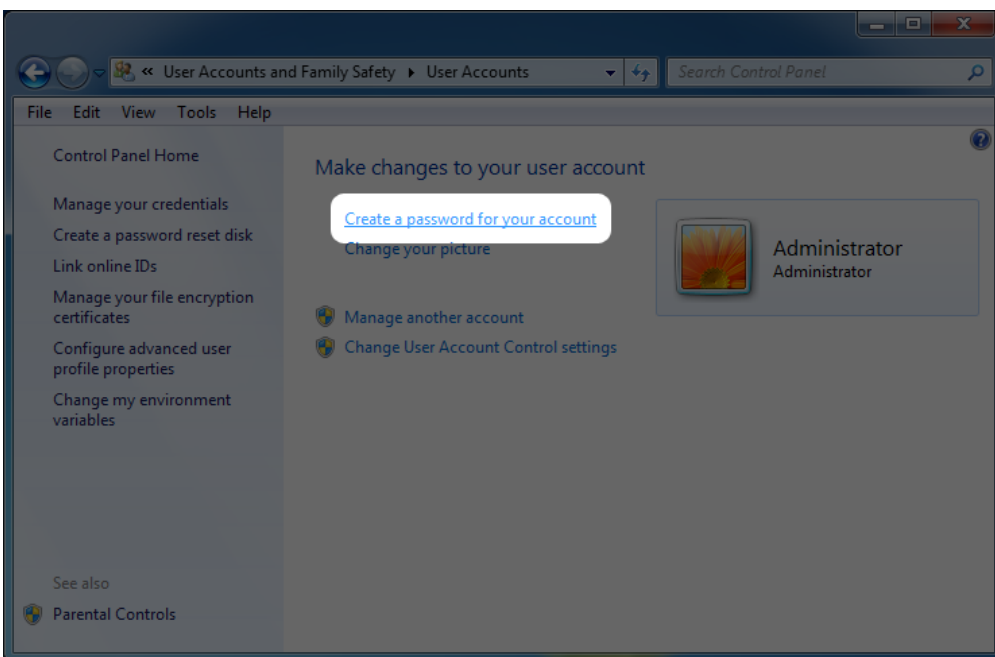 « User Accounts and Family Safety ▸ User Accounts
Search Control Panel
File Edit View Tools Help
Control Panel Home
Manage your credentials
Create a password reset disk
Link online IDs
Manage your file encryption
certificates
Configure advanced user
profile properties
Change my environment
variables
See also
Parental Controls
Make changes to your user account
Create a password for your account
Change your picture
Manage another account
Change User Account Control settings
Administrator
Administrator